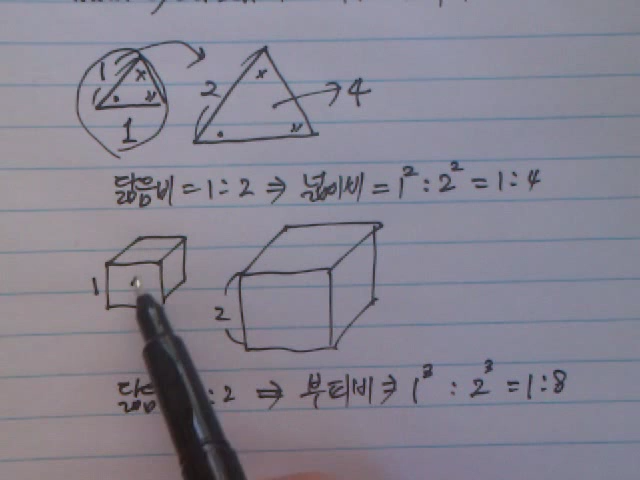 1 x 2 x 4
1
닮음비 = 1 : 2 ⇒ 넓이비 = 1² : 2² = 1 : 4
1
2
: 2 ⇒ 부피비 ⇒ 1³ : 2³ = 1 : 8